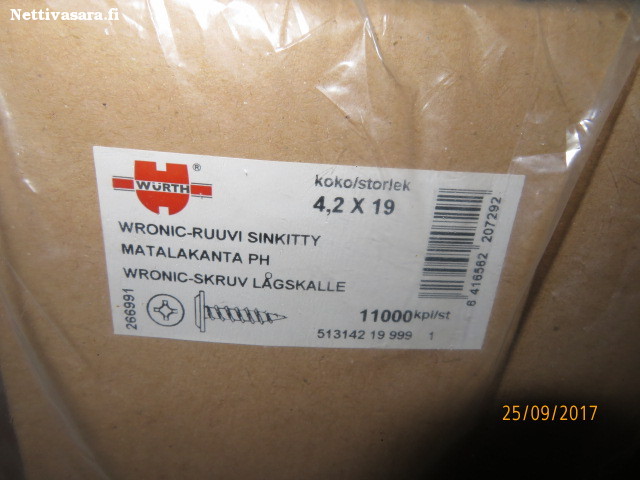 Nettivasara.fi
WÜRTH
®
koko/storlek
4,2 X 19
WRONIC-RUUVI SINKITTY
MATALAKANTA PH
WRONIC-SKRUV LÅGSKALLE
266991
11000 kpl/st
513142 19 999 1
6 416562 207292
25/09/2017